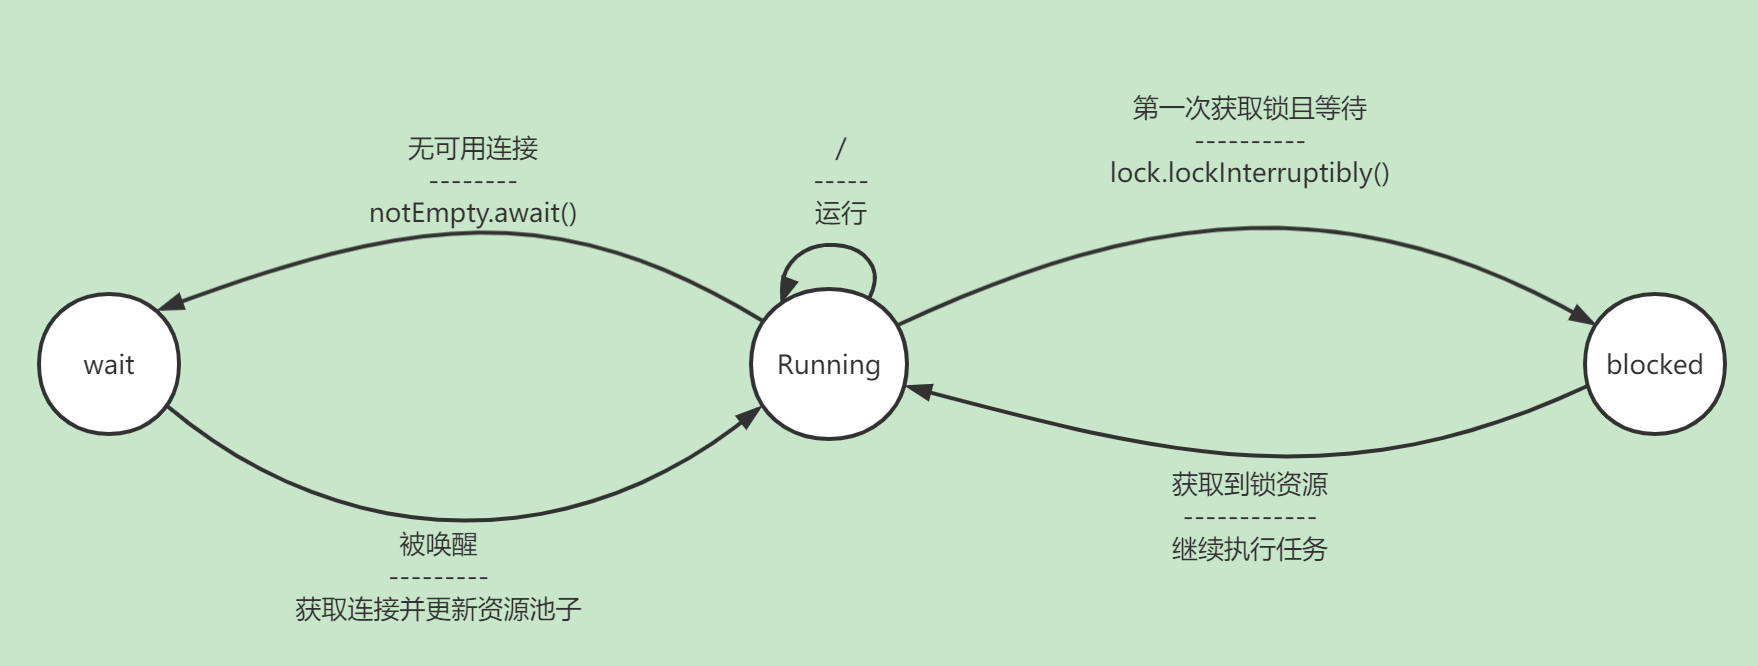 第一次获取锁且等待
----------
lock.lockInterruptibly()
无可用连接
--------
notEmpty.await()
/
-----
运行
wait
Running
blocked
获取到锁资源
------------
继续执行任务
被唤醒
---------
获取连接并更新资源池子